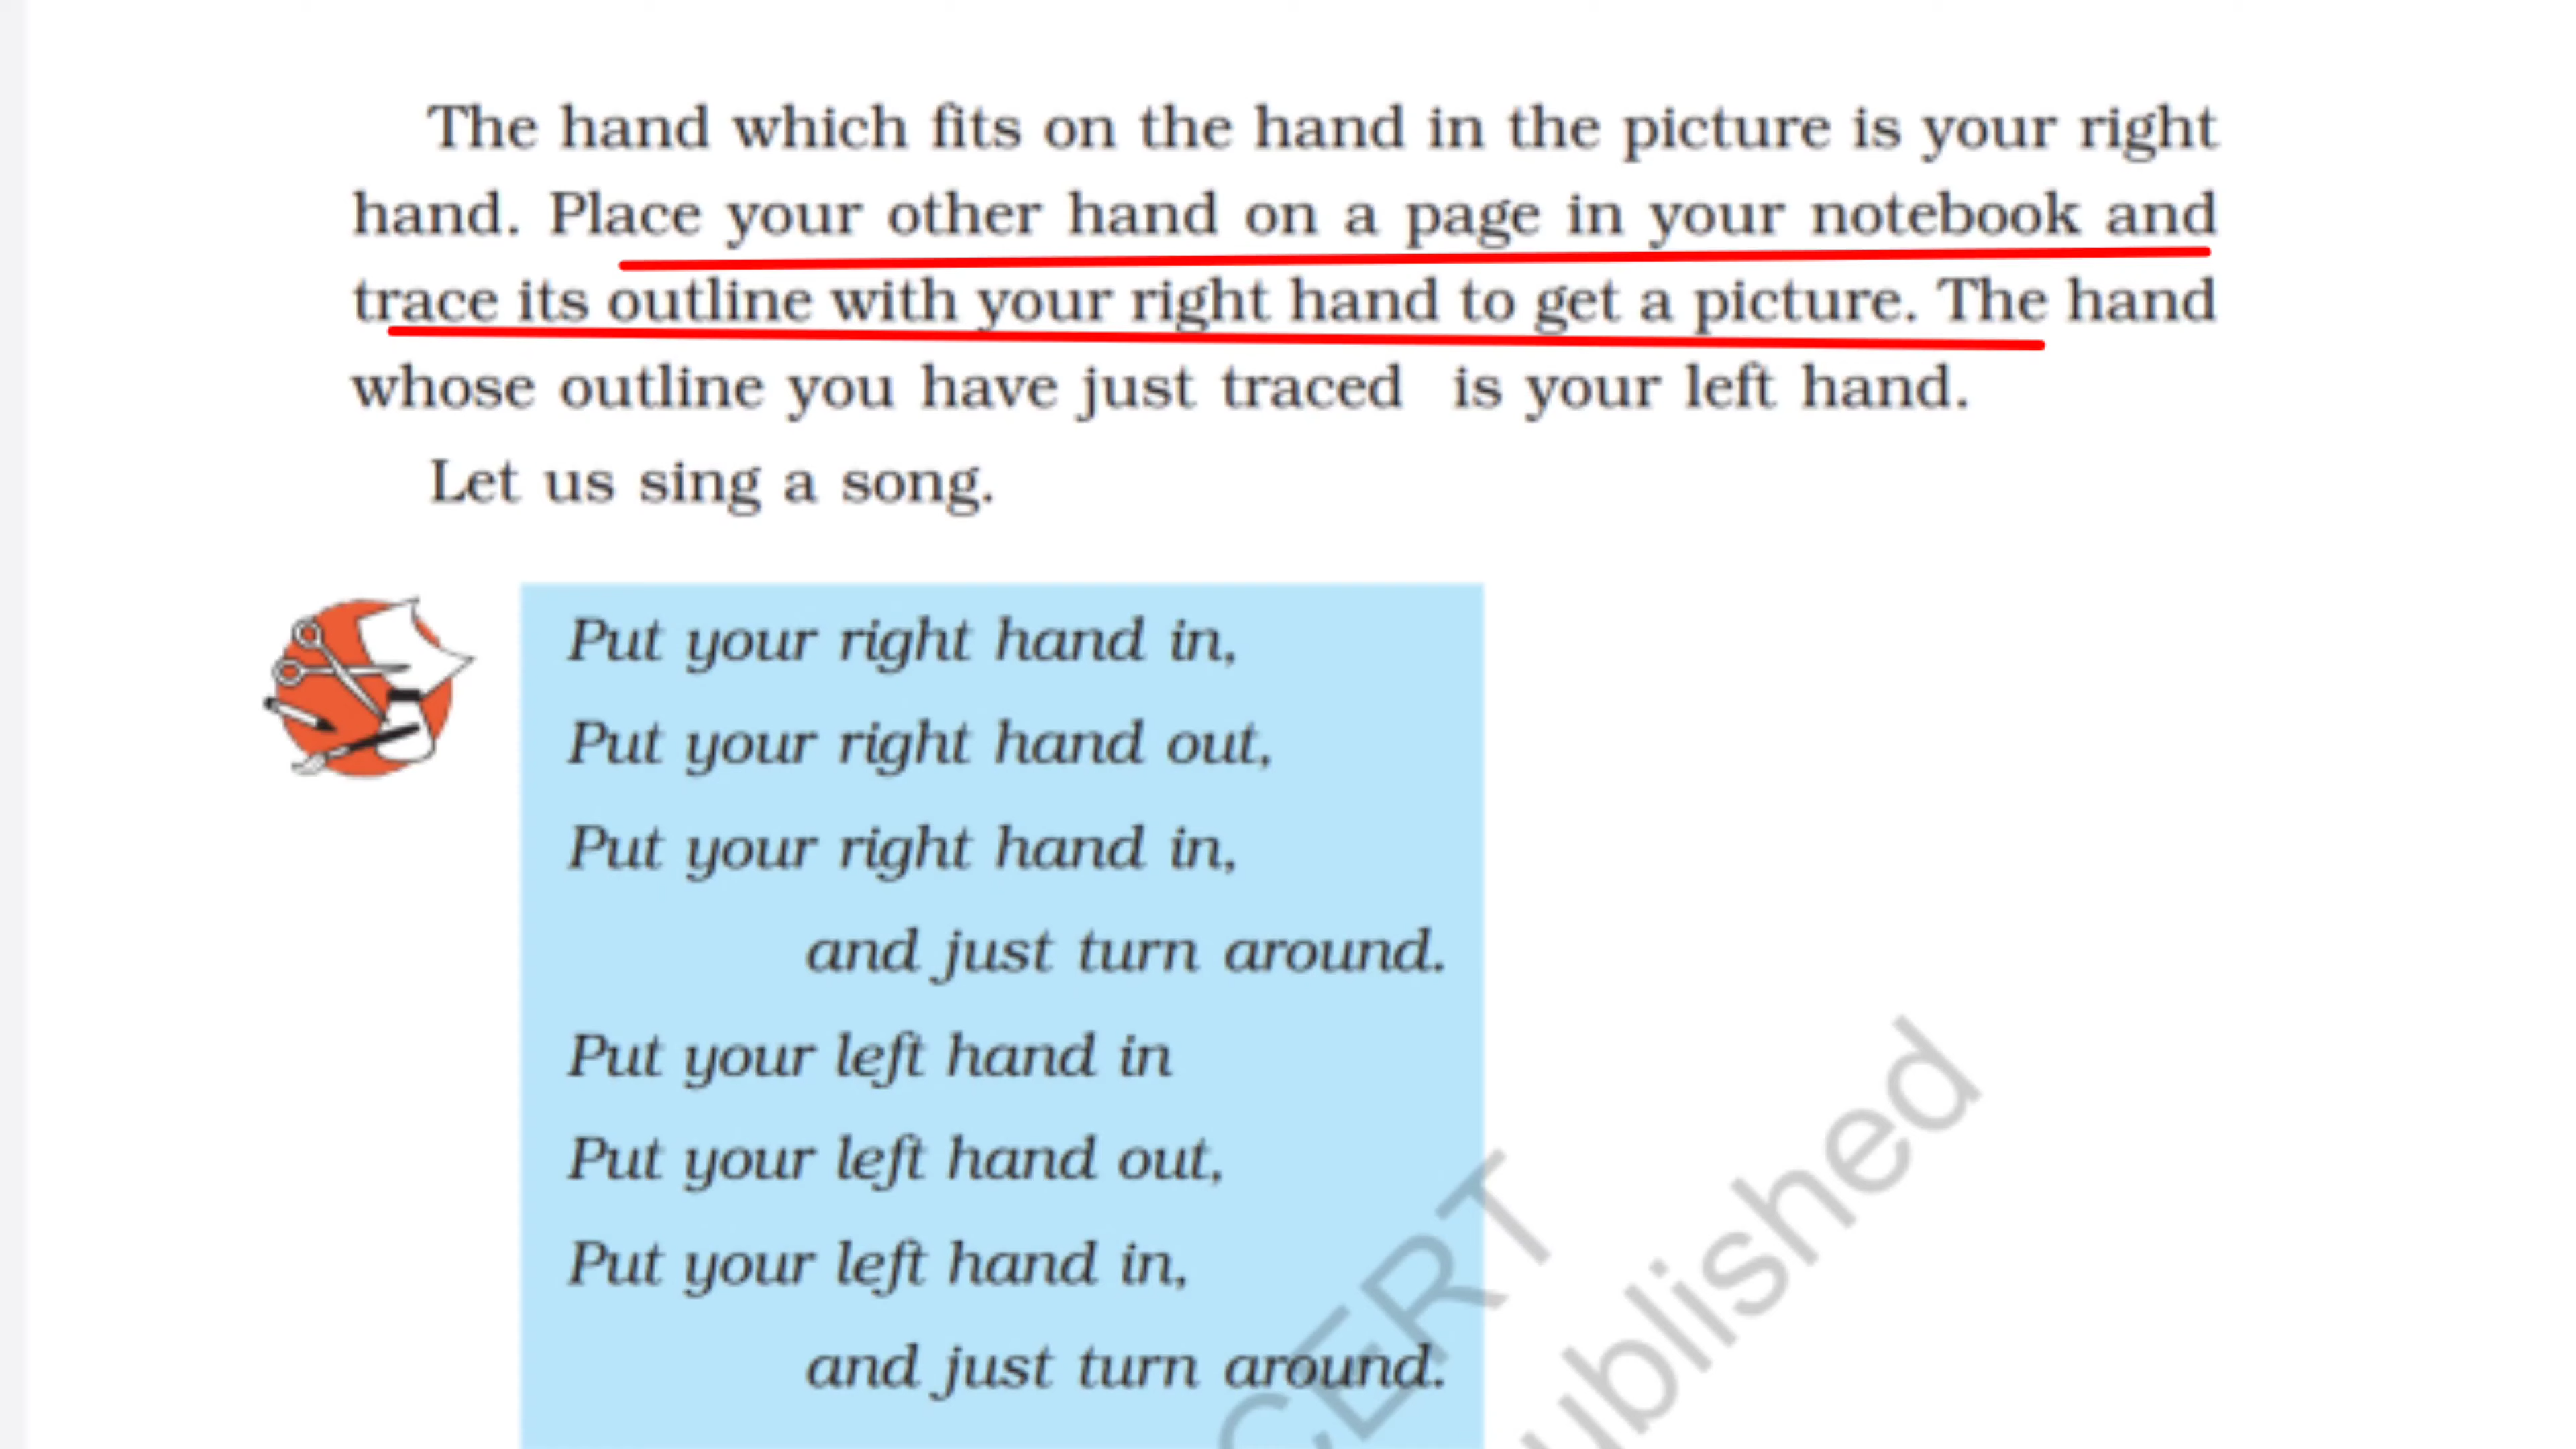 The hand which fits on the hand in the picture is your right
hand. Place your other hand on a page in your notebook and
trace its outline with your right hand to get a picture. The hand
whose outline you have just traced is your left hand.
Let us sing a song.
Put your right hand in,
Put your right hand out,
Put your right hand in,
and just turn around.
Put your left hand in
Put your left hand out,
Put your left hand in,
and just turn around.
CERT
ublished